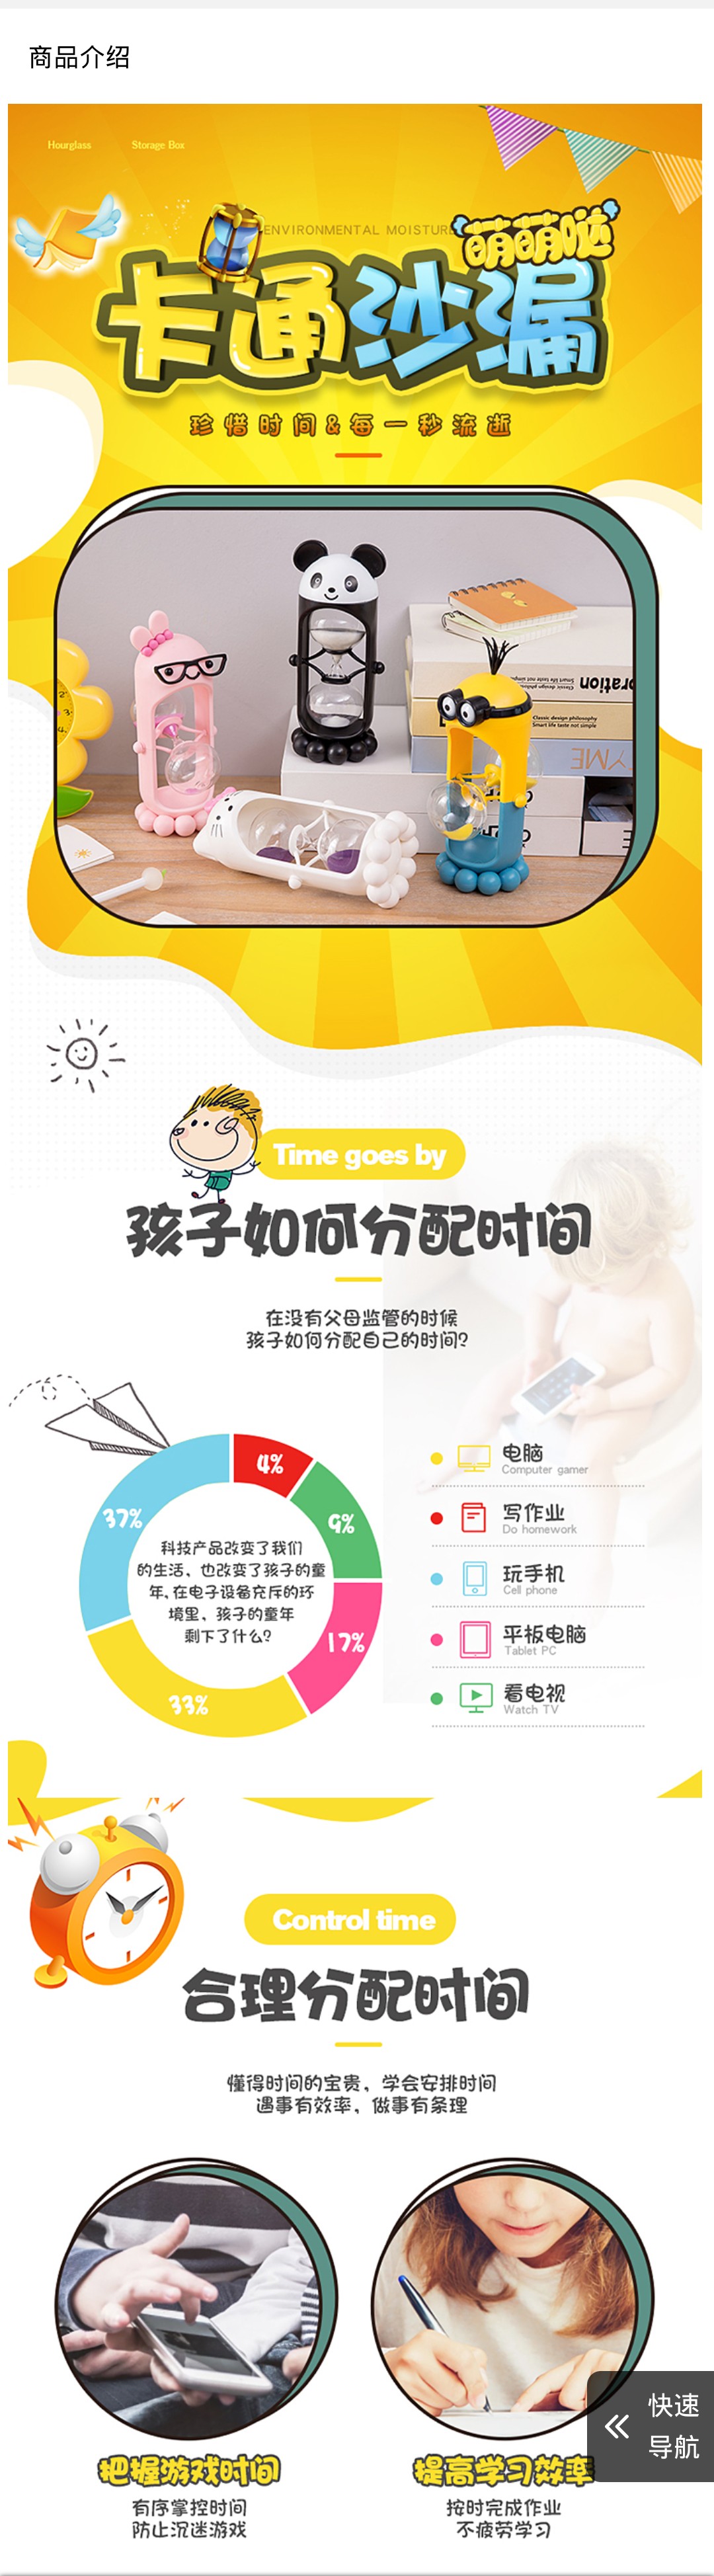 商品介绍
Hourglass Storage Box
ENVIRONMENTAL MOISTURE
萌萌哒
卡通沙漏
珍惜时间&每一秒流逝
Classic design philosophy
Smart life taste not simple
Time goes by
孩子如何分配时间
在没有父母监管的时候
孩子如何分配自己的时间?
4%
9%
17%
33%
37%
科技产品改变了我们
的生活、也改变了孩子的童
年,在电子设备充斥的环
境里、孩子的童年
剩下了什么?
电脑
Computer gamer
写作业
Do homework
玩手机
Cell phone
平板电脑
Tablet PC
看电视
Watch TV
Control time
合理分配时间
懂得时间的宝贵，学会安排时间
遇事有效率，做事有条理
把握游戏时间
有序掌控时间
防止沉迷游戏
提高学习效率
按时完成作业
不疲劳学习
快速
导航